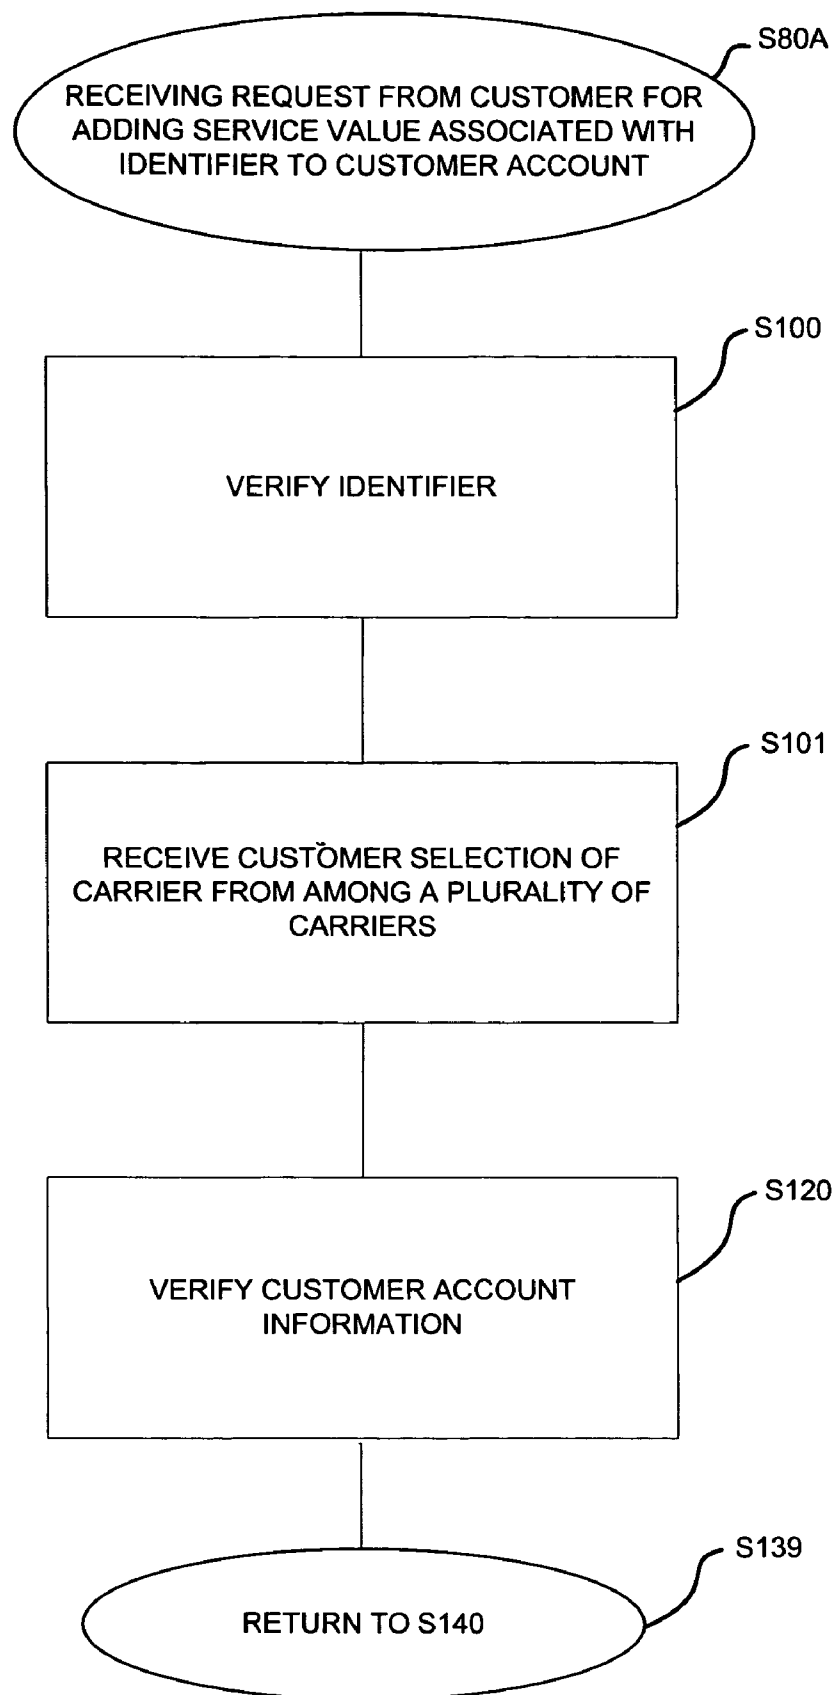 S80A
RECEIVING REQUEST FROM CUSTOMER FOR
ADDING SERVICE VALUE ASSOCIATED WITH
IDENTIFIER TO CUSTOMER ACCOUNT
S100
VERIFY IDENTIFIER
S101
RECEIVE CUSTOMER SELECTION OF
CARRIER FROM AMONG A PLURALITY OF
CARRIERS
S120
VERIFY CUSTOMER ACCOUNT
INFORMATION
S139
RETURN TO S140